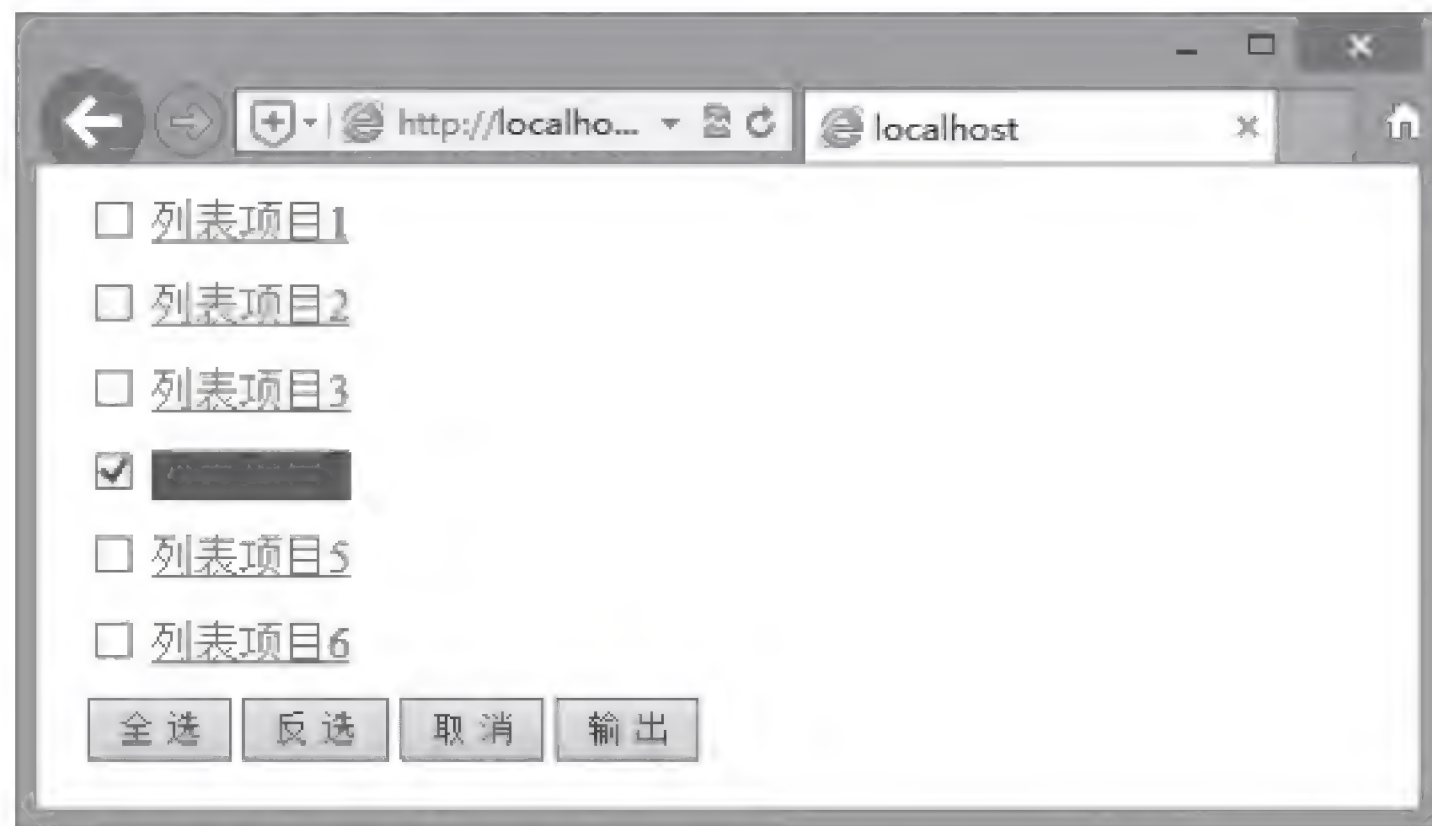 http://localho...
localhost
列表项目1
列表项目2
列表项目3
列表项目5
列表项目6
全 选 反 选 取 消 输 出